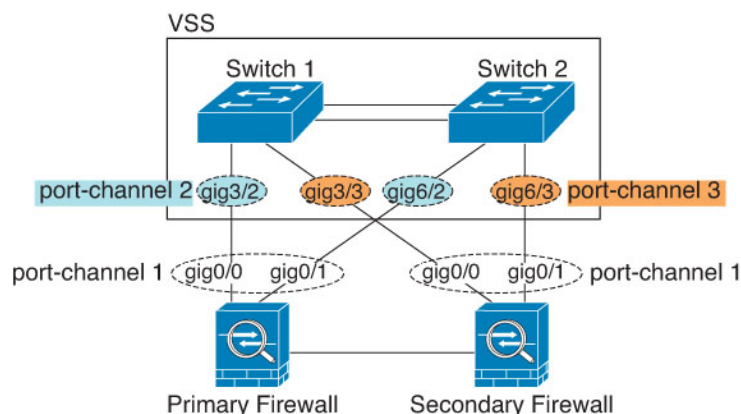 VSS
Switch 1 Switch 2
port-channel 2 gig3/2 gig3/3 gig6/2 gig6/3 port-channel 3
port-channel 1 gig0/0 gig0/1 gig0/0 gig0/1 port-channel 1
Primary Firewall Secondary Firewall